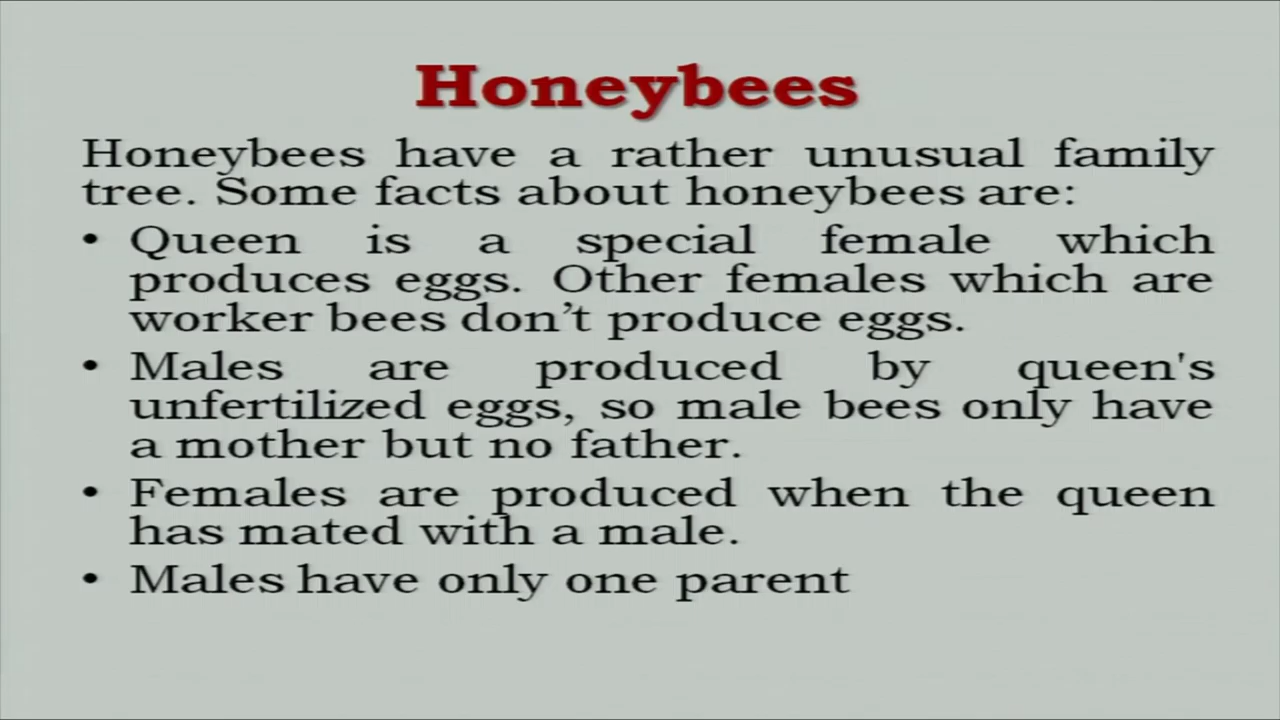 Honeybees
Honeybees have a rather unusual family
tree. Some facts about honeybees are:
• Queen is a special female which
produces eggs. Other females which are
worker bees don’t produce eggs.
• Males are produced by queen's
unfertilized eggs, so male bees only have
a mother but no father.
• Females are produced when the queen
has mated with a male.
• Males have only one parent